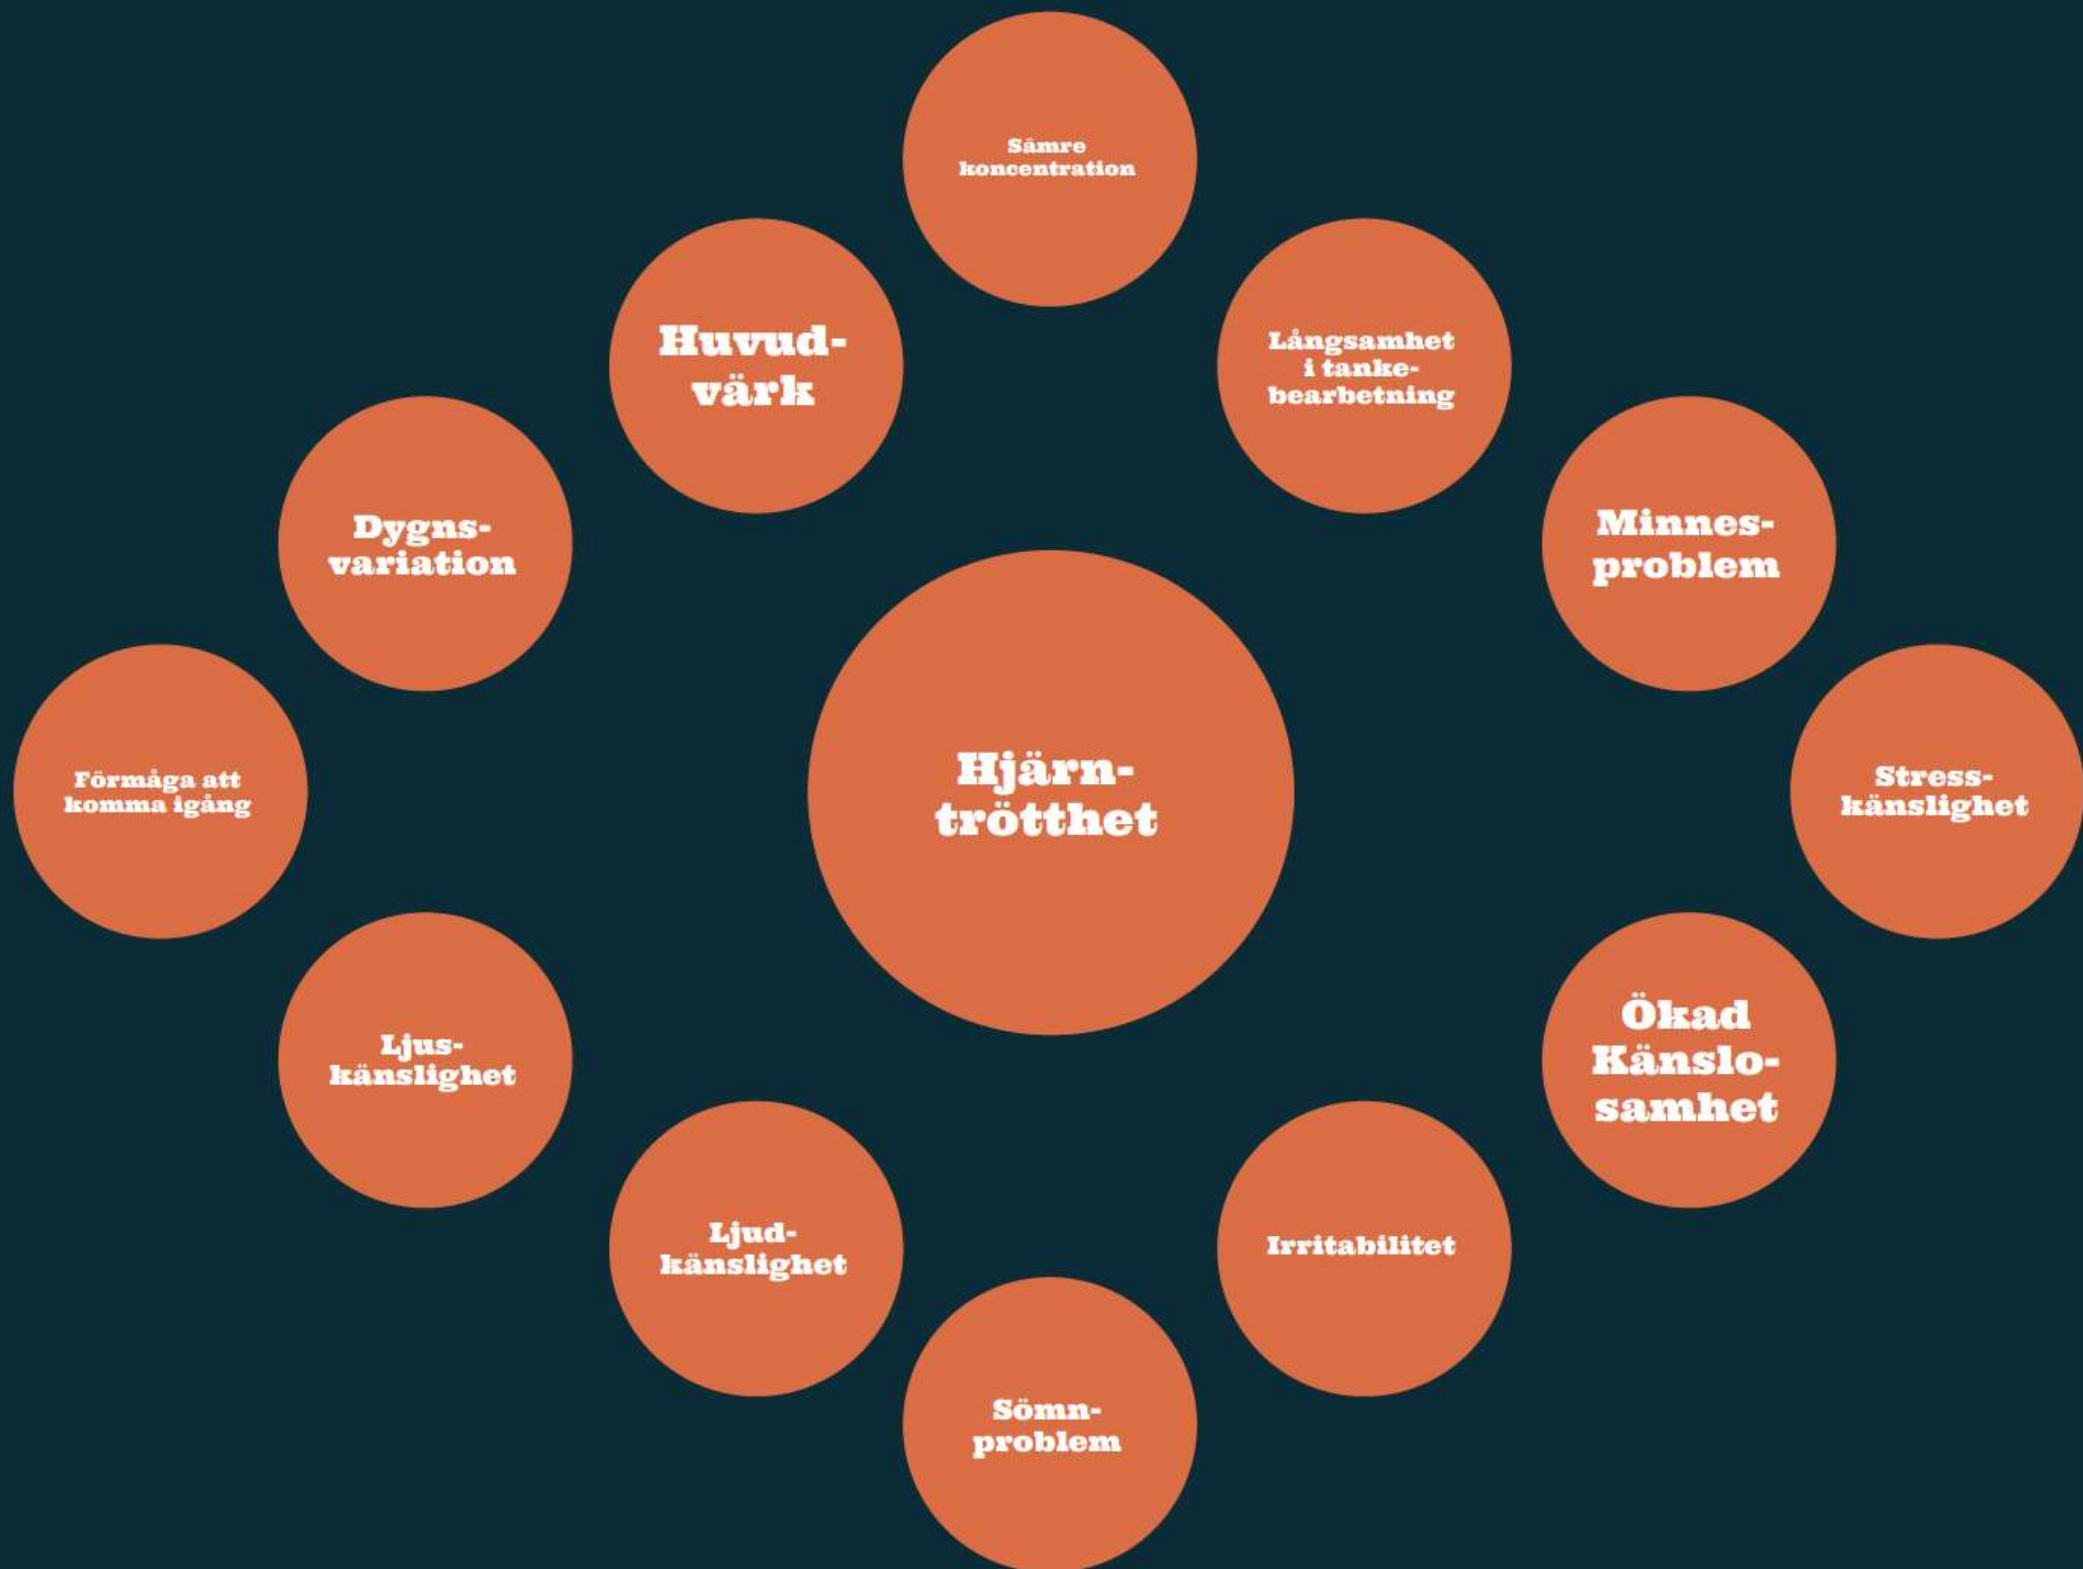 Sämre
koncentration
Huvud-
värk
Långsamhet
i tanke-
bearbetning
Dygns-
variation
Minnes-
problem
Förmåga att
komma igång
Hjärn-
trötthet
Stress-
känslighet
Ljus-
känslighet
Ökad
Känslo-
samhet
Ljud-
känslighet
Irritabilitet
Sömn-
problem